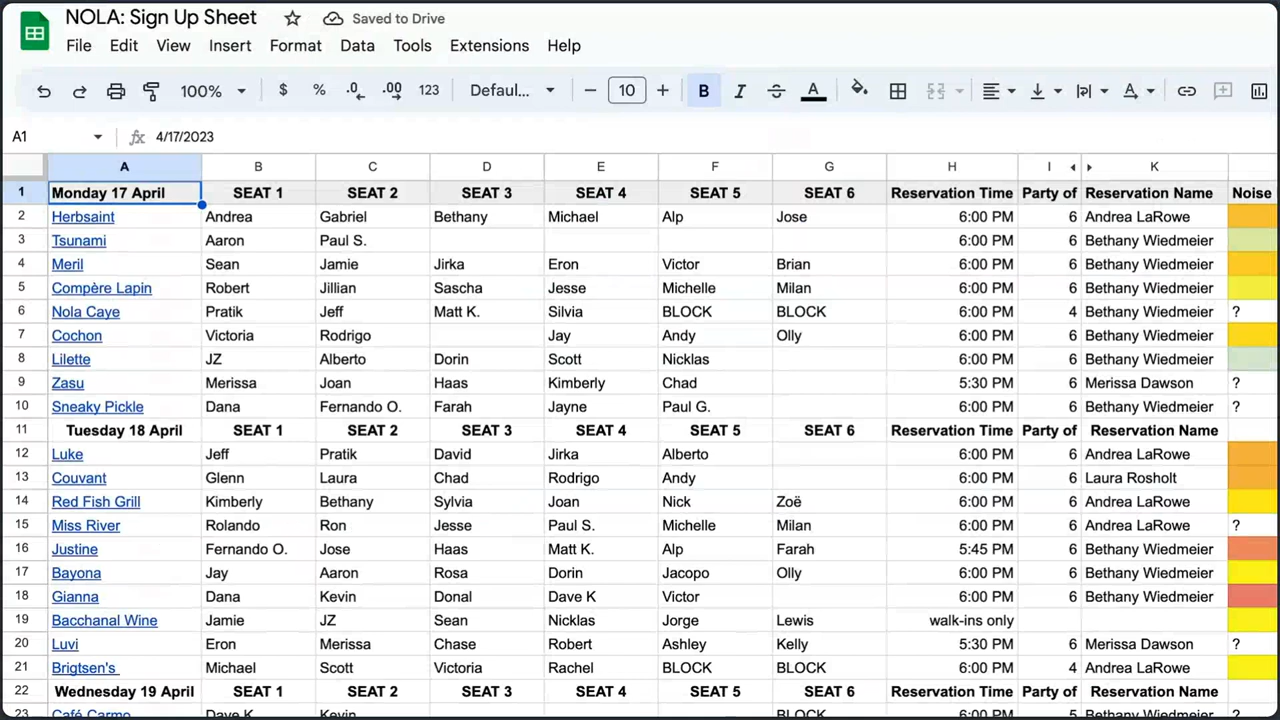 NOLA: Sign Up Sheet Saved to Drive
File Edit View Insert Format Data Tools Extensions Help
100% $ % .0 .00 123 Defaul... 10 B I A
A1 fx 4/17/2023
A B C D E F G H I K
1 Monday 17 April SEAT 1 SEAT 2 SEAT 3 SEAT 4 SEAT 5 SEAT 6 Reservation Time Party of Reservation Name Noise
2 Herbsaint Andrea Gabriel Bethany Michael Alp Jose 6:00 PM 6 Andrea LaRowe
3 Tsunami Aaron Paul S. 6:00 PM 6 Bethany Wiedmeier
4 Meril Sean Jamie Jirka Eron Victor Brian 6:00 PM 6 Bethany Wiedmeier
5 Compère Lapin Robert Jillian Sascha Jesse Michelle Milan 6:00 PM 6 Bethany Wiedmeier
6 Nola Caye Pratik Jeff Matt K. Silvia BLOCK BLOCK 6:00 PM 4 Bethany Wiedmeier ?
7 Cochon Victoria Rodrigo Jay Andy Olly 6:00 PM 6 Bethany Wiedmeier
8 Lilette JZ Alberto Dorin Scott Nicklas 6:00 PM 6 Bethany Wiedmeier
9 Zasu Merissa Joan Haas Kimberly Chad 5:30 PM 6 Merissa Dawson ?
10 Sneaky Pickle Dana Fernando O. Farah Jayne Paul G. 6:00 PM 6 Bethany Wiedmeier ?
11 Tuesday 18 April SEAT 1 SEAT 2 SEAT 3 SEAT 4 SEAT 5 SEAT 6 Reservation Time Party of Reservation Name
12 Luke Jeff Pratik David Jirka Alberto 6:00 PM 6 Andrea LaRowe
13 Couvant Glenn Laura Chad Rodrigo Andy 6:00 PM 6 Laura Rosholt
14 Red Fish Grill Kimberly Bethany Sylvia Joan Nick Zoë 6:00 PM 6 Andrea LaRowe
15 Miss River Rolando Ron Jesse Paul S. Michelle Milan 6:00 PM 6 Andrea LaRowe ?
16 Justine Fernando O. Jose Haas Matt K. Alp Farah 5:45 PM 6 Bethany Wiedmeier
17 Bayona Jay Aaron Rosa Dorin Jacopo Olly 6:00 PM 6 Bethany Wiedmeier
18 Gianna Dana Kevin Donal Dave K Victor 6:00 PM 6 Bethany Wiedmeier
19 Bacchanal Wine Jamie JZ Sean Nicklas Jorge Lewis walk-ins only
20 Luvi Eron Merissa Chase Robert Ashley Kelly 5:30 PM 6 Merissa Dawson ?
21 Brigtsen's Michael Scott Victoria Rachel BLOCK BLOCK 6:00 PM 4 Andrea LaRowe
22 Wednesday 19 April SEAT 1 SEAT 2 SEAT 3 SEAT 4 SEAT 5 SEAT 6 Reservation Time Party of Reservation Name
23 Café Carmo Dave K Kevin BLOCK 6:00 PM 5 Bethany Wiedmeier ?